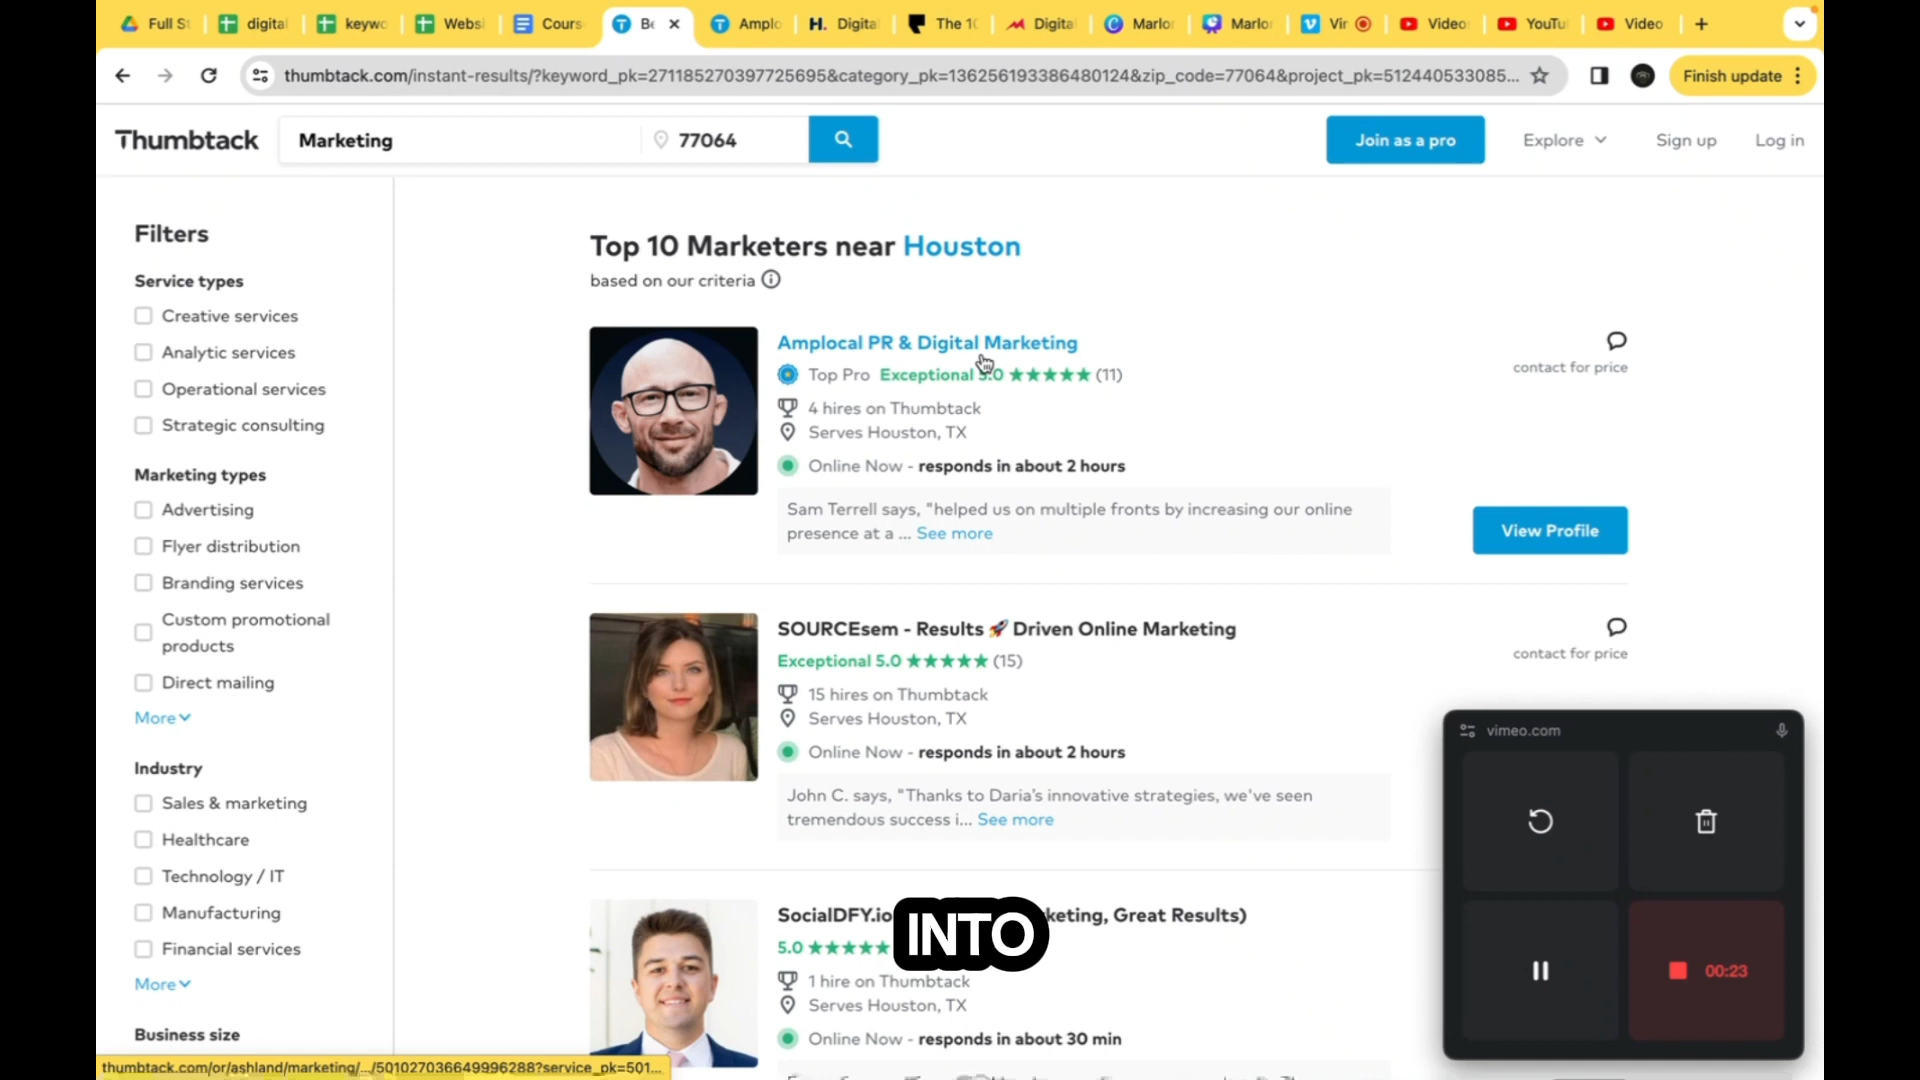 Full St
digital
keywo
Websi
Cours
Be
Amplo
H. Digital
The 10
Digital
Marlo
Marlor
Vir
Video
YouTu
Video
thumbtack.com/instant-results/?keyword_pk=271185270397725695&category_pk=136256193386480124&zip_code=77064&project_pk=512440533085...
Finish update
Thumbtack
Marketing
77064
Join as a pro
Explore
Sign up
Log in
Filters
Service types
Creative services
Analytic services
Operational services
Strategic consulting
Marketing types
Advertising
Flyer distribution
Branding services
Custom promotional
products
Direct mailing
More
Industry
Sales & marketing
Healthcare
Technology / IT
Manufacturing
Financial services
More
Business size
Top 10 Marketers near Houston
based on our criteria
Amplocal PR & Digital Marketing
Top Pro Exceptional 5.0 ★★★★★ (11)
4 hires on Thumbtack
Serves Houston, TX
Online Now - responds in about 2 hours
Sam Terrell says, "helped us on multiple fronts by increasing our online
presence at a ... See more
contact for price
View Profile
SOURCEsem - Results 🚀 Driven Online Marketing
Exceptional 5.0 ★★★★★ (15)
15 hires on Thumbtack
Serves Houston, TX
Online Now - responds in about 2 hours
John C. says, "Thanks to Daria's innovative strategies, we've seen
tremendous success i... See more
contact for price
SocialDFY.io keting, Great Results)
5.0 ★★★★★
1 hire on Thumbtack
Serves Houston, TX
Online Now - responds in about 30 min
INTO
vimeo.com
00:23
thumbtack.com/or/ashland/marketing/.../501027036649996288?service_pk=501...